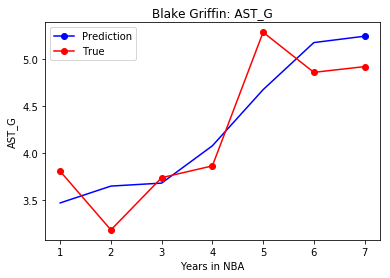 Blake Griffin: AST_G
Prediction
True
AST_G
5.0
4.5
4.0
3.5
1 2 3 4 5 6 7
Years in NBA